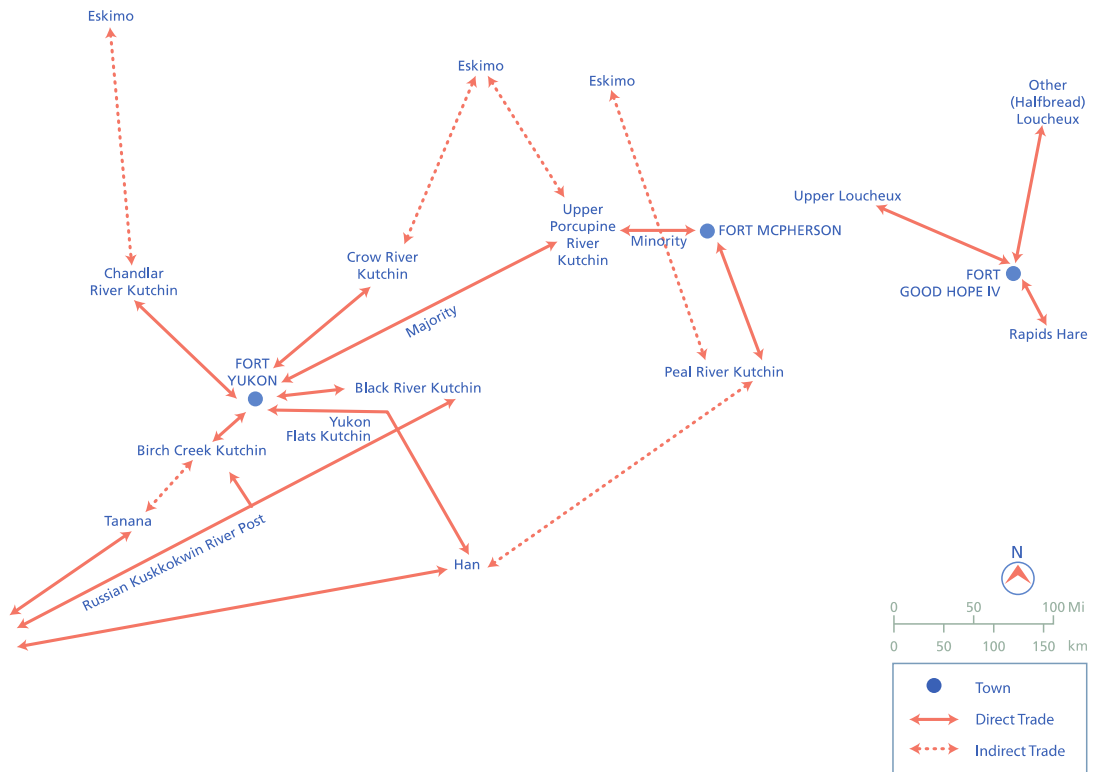 Eskimo
Eskimo
Eskimo
Other
(Halfbread)
Loucheux
Upper Loucheux
Upper
Porcupine
River
Kutchin
Minority
FORT MCPHERSON
Crow River
Kutchin
Chandlar
River Kutchin
FORT
GOOD HOPE IV
Majority
Rapids Hare
FORT
YUKON
Peal River Kutchin
Black River Kutchin
Yukon
Flats Kutchin
Birch Creek Kutchin
Tanana
Russian Kuskkokwin River Post
Han
N
0 50 100 Mi
0 50 100 150 km
Town
Direct Trade
Indirect Trade